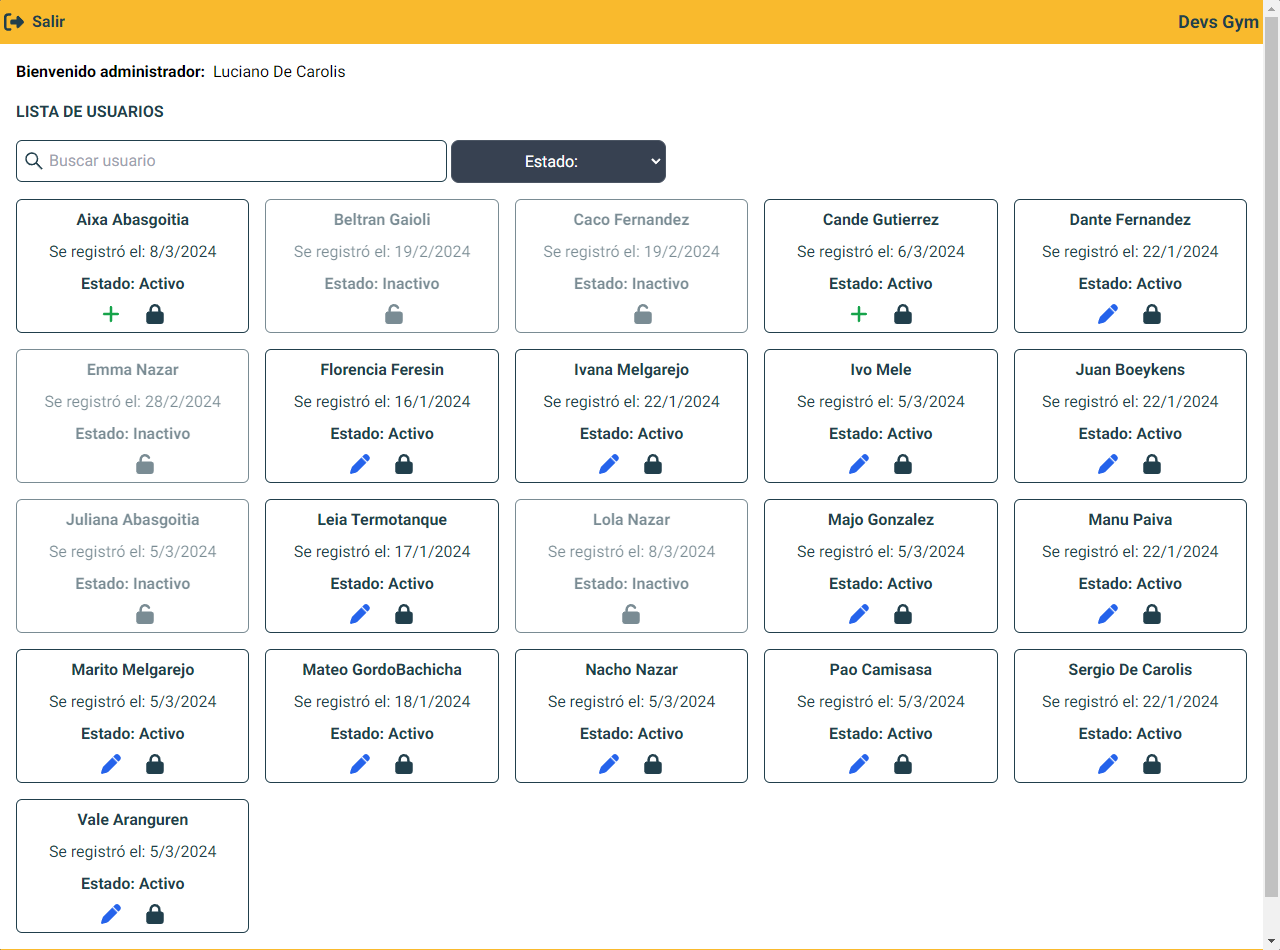 Salir
Devs Gym
Bienvenido administrador: Luciano De Carolis
LISTA DE USUARIOS
Buscar usuario
Estado:
Aixa Abasgoitia
Se registró el: 8/3/2024
Estado: Activo
Beltran Gaioli
Se registró el: 19/2/2024
Estado: Inactivo
Caco Fernandez
Se registró el: 19/2/2024
Estado: Inactivo
Cande Gutierrez
Se registró el: 6/3/2024
Estado: Activo
Dante Fernandez
Se registró el: 22/1/2024
Estado: Activo
Emma Nazar
Se registró el: 28/2/2024
Estado: Inactivo
Florencia Feresin
Se registró el: 16/1/2024
Estado: Activo
Ivana Melgarejo
Se registró el: 22/1/2024
Estado: Activo
Ivo Mele
Se registró el: 5/3/2024
Estado: Activo
Juan Boeykens
Se registró el: 22/1/2024
Estado: Activo
Juliana Abasgoitia
Se registró el: 5/3/2024
Estado: Inactivo
Leia Termotanque
Se registró el: 17/1/2024
Estado: Activo
Lola Nazar
Se registró el: 8/3/2024
Estado: Inactivo
Majo Gonzalez
Se registró el: 5/3/2024
Estado: Activo
Manu Paiva
Se registró el: 22/1/2024
Estado: Activo
Marito Melgarejo
Se registró el: 5/3/2024
Estado: Activo
Mateo GordoBachicha
Se registró el: 18/1/2024
Estado: Activo
Nacho Nazar
Se registró el: 5/3/2024
Estado: Activo
Pao Camisasa
Se registró el: 5/3/2024
Estado: Activo
Sergio De Carolis
Se registró el: 22/1/2024
Estado: Activo
Vale Aranguren
Se registró el: 5/3/2024
Estado: Activo